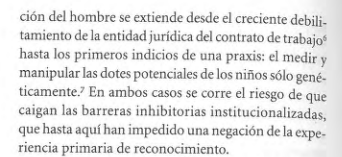 ción del hombre se extiende desde el creciente debili-
tamiento de la entidad jurídica del contrato de trabajo⁶
hasta los primeros indicios de una praxis: el medir y
manipular las dotes potenciales de los niños sólo gené-
ticamente.⁷ En ambos casos se corre el riesgo de que
caigan las barreras inhibitorias institucionalizadas,
que hasta aquí han impedido una negación de la expe-
riencia primaria de reconocimiento.